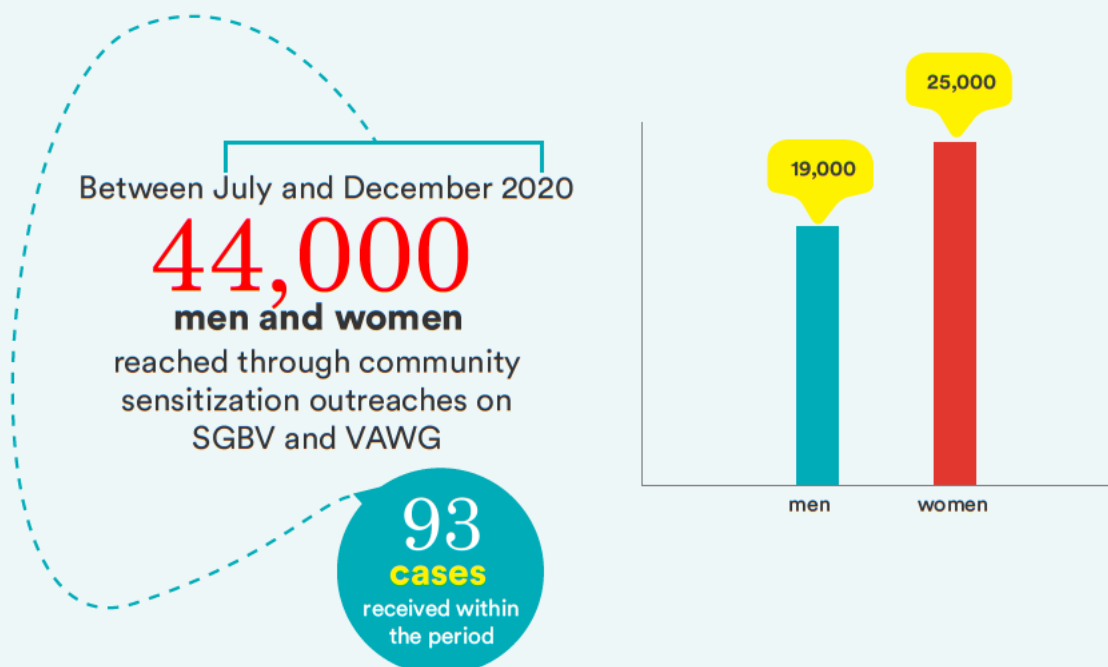 Between July and December 2020
44,000
men and women
reached through community
sensitization outreaches on
SGBV and VAWG
93
cases
received within
the period
25,000
19,000
men
women